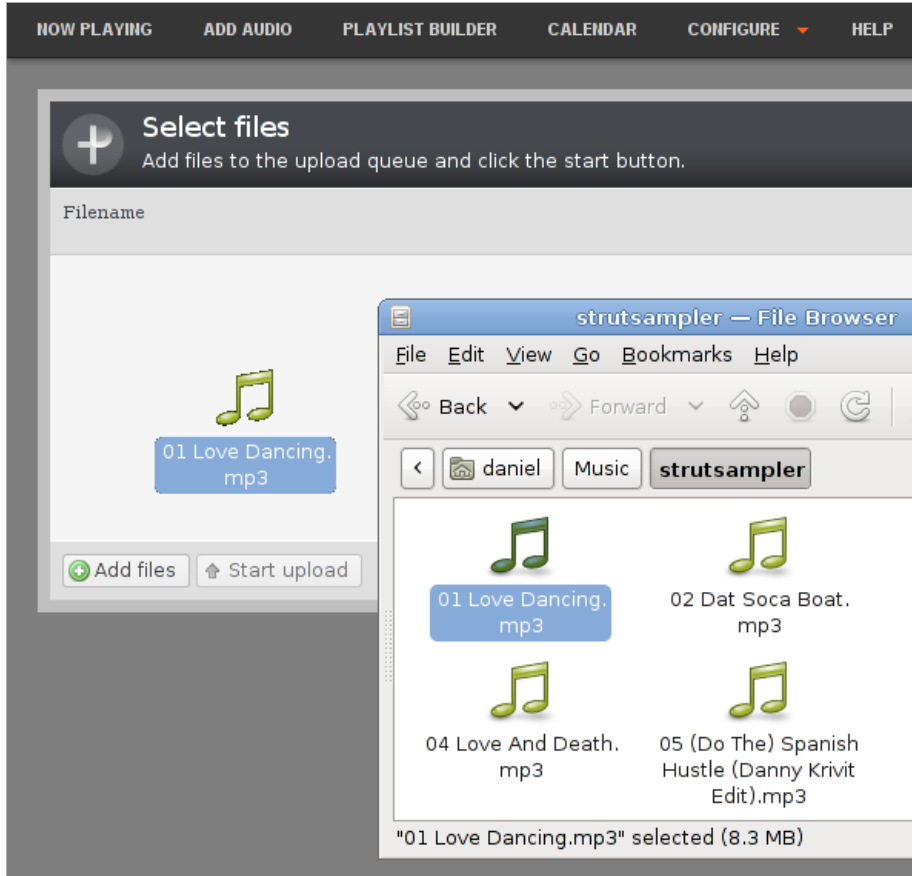 NOW PLAYING ADD AUDIO PLAYLIST BUILDER CALENDAR CONFIGURE HELP
Select files
Add files to the upload queue and click the start button.
Filename
01 Love Dancing.
mp3
Add files Start upload
strutsampler — File Browser
File Edit View Go Bookmarks Help
Back Forward
daniel Music strutsampler
01 Love Dancing.
mp3
02 Dat Soca Boat.
mp3
04 Love And Death.
mp3
05 (Do The) Spanish
Hustle (Danny Krivit
Edit).mp3
"01 Love Dancing.mp3" selected (8.3 MB)